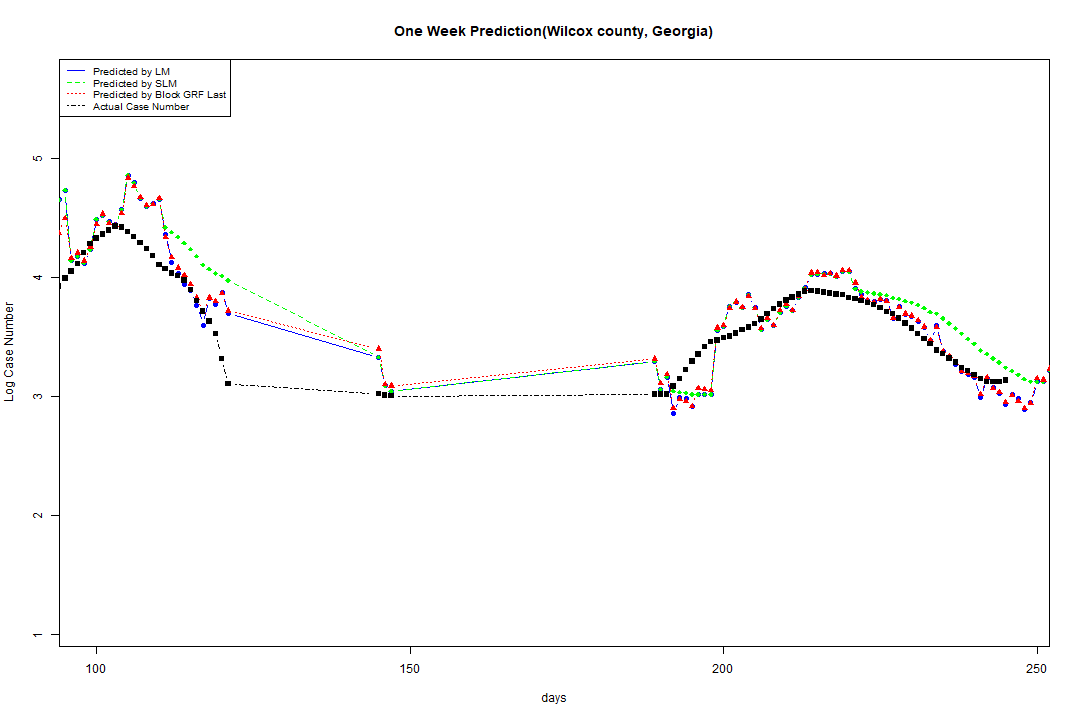 One Week Prediction(Wilcox county, Georgia)
Predicted by LM
Predicted by SLM
Predicted by Block GRF Last
Actual Case Number
5
4
3
2
1
Log Case Number
100 150 200 250
days